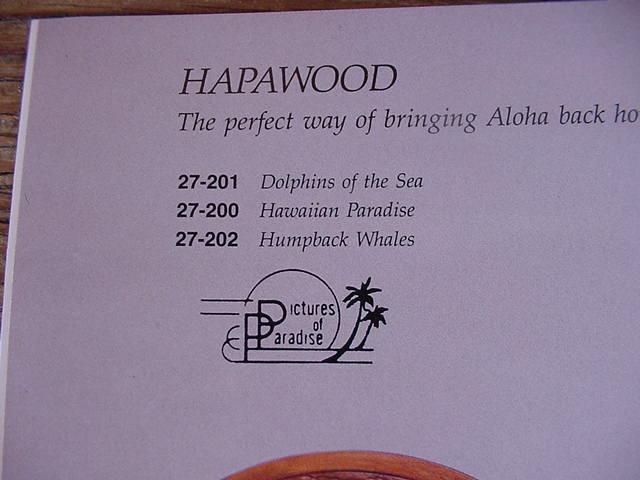 HAPAWOOD
The perfect way of bringing Aloha back ho
27-201 Dolphins of the Sea
27-200 Hawaiian Paradise
27-202 Humpback Whales
Pictures
of
Paradise